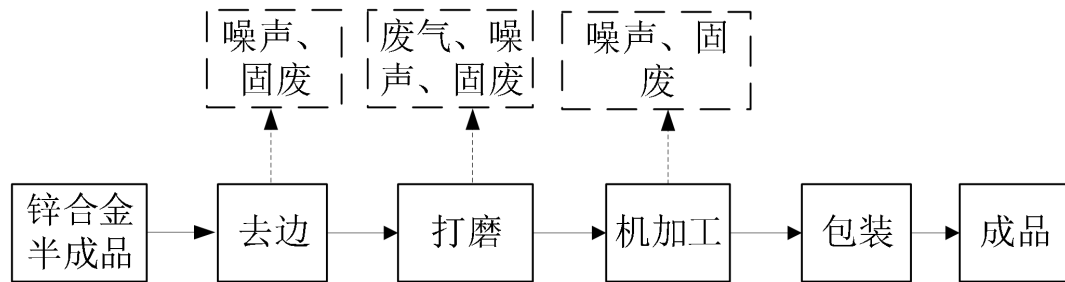 噪声、
固废
废气、噪
声、固废
噪声、固
废
锌合金
半成品
去边
打磨
机加工
包装
成品